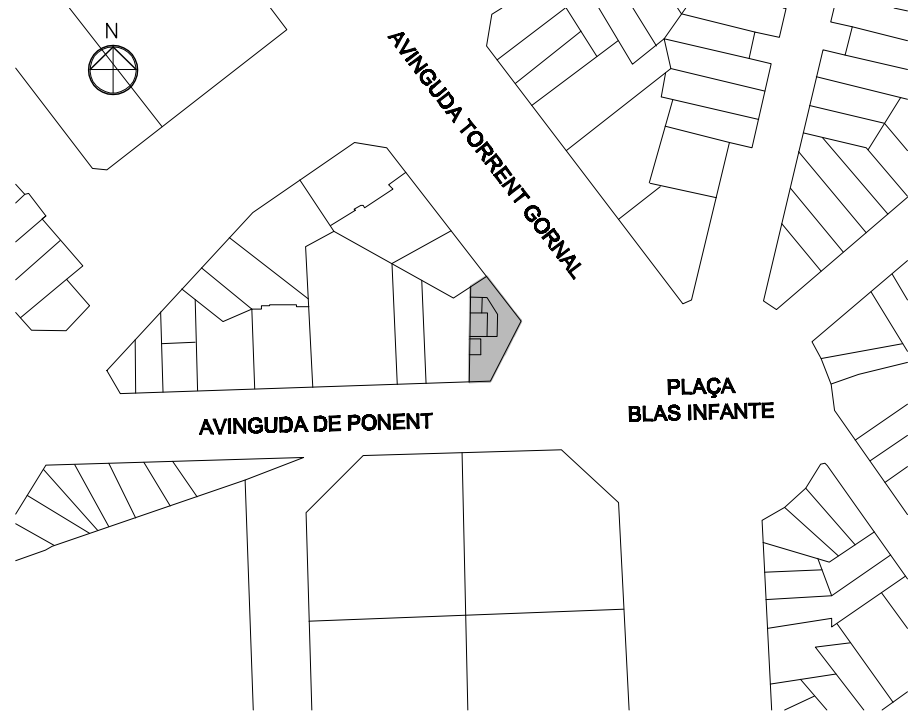 N
AVINGUDA TORRENT GORNAL
PLAÇA
BLAS INFANTE
AVINGUDA DE PONENT